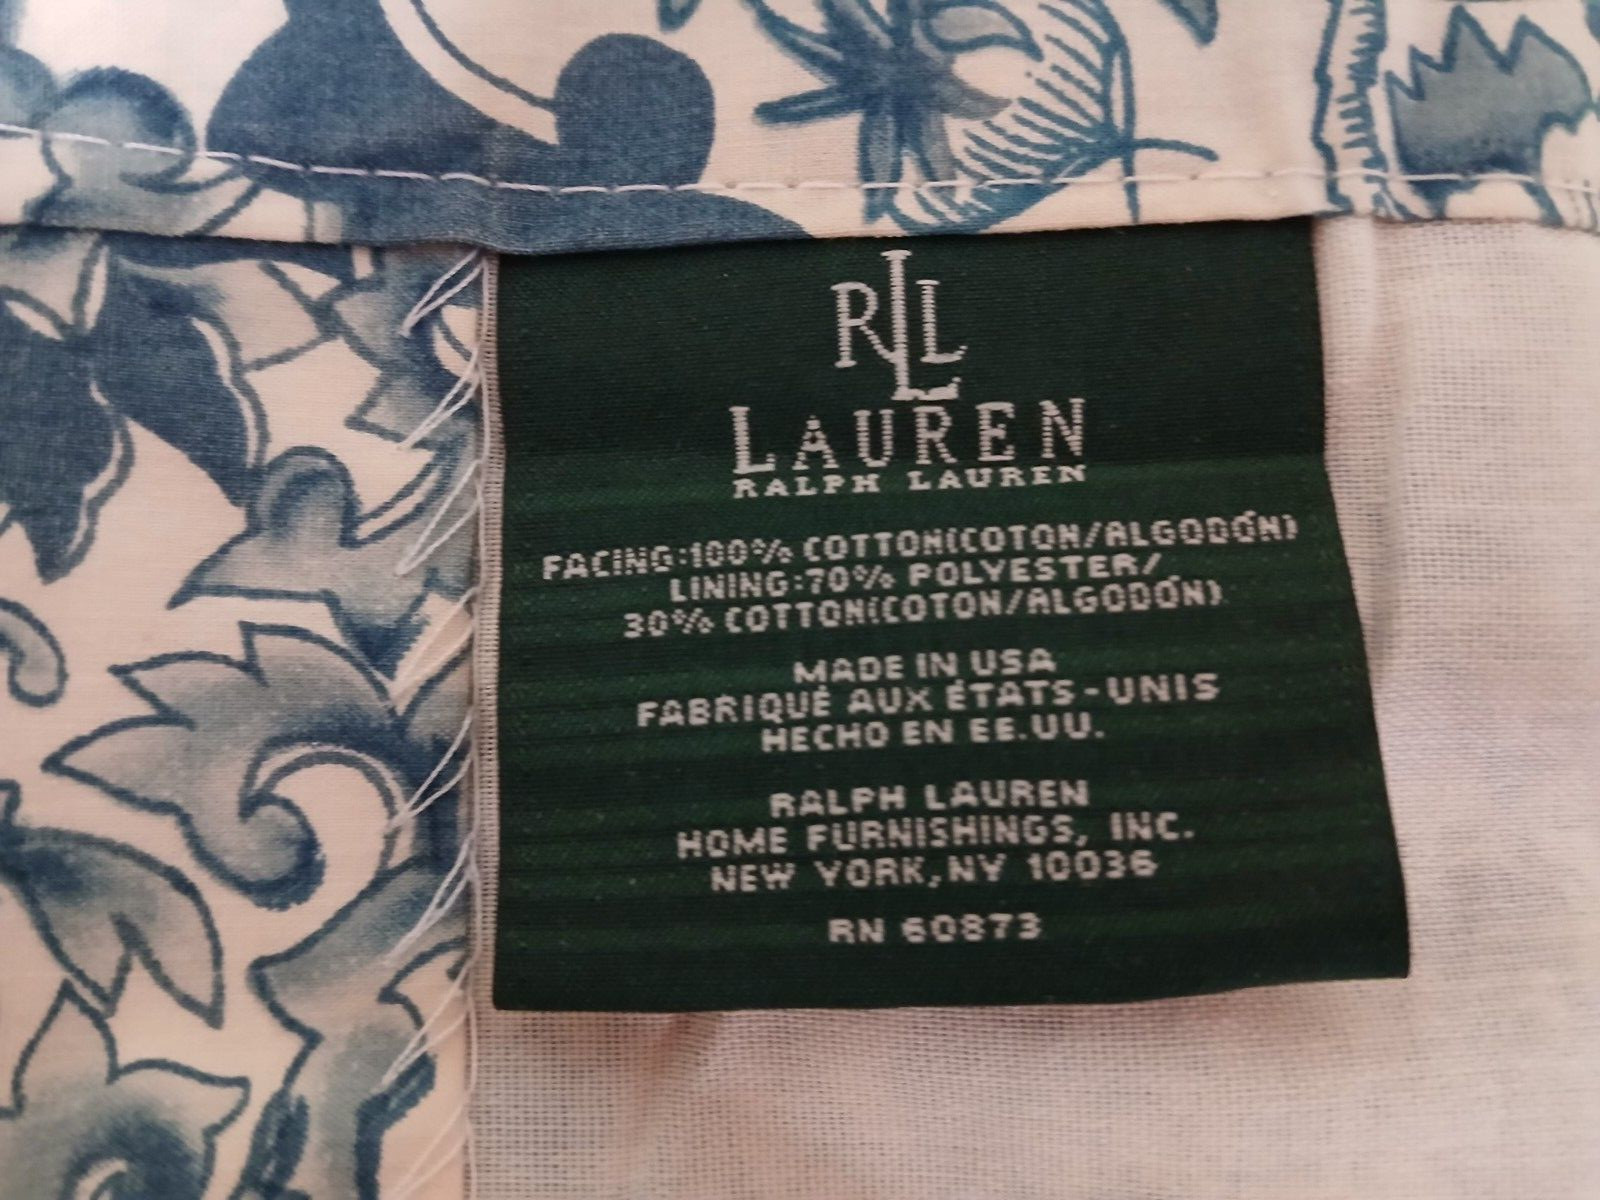 RLL
LAUREN
RALPH LAUREN
FACING:100% COTTON(COTON/ALGODÓN)
LINING:70% POLYESTER/
30% COTTON(COTON/ALGODÓN)
MADE IN USA
FABRIQUÉ AUX ÉTATS-UNIS
HECHO EN EE.UU.
RALPH LAUREN
HOME FURNISHINGS, INC.
NEW YORK,NY 10036
RN 60873